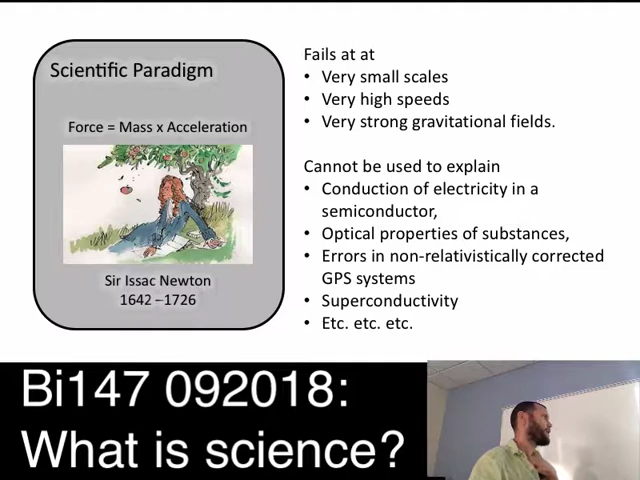 Scientific Paradigm
Force = Mass x Acceleration
Sir Issac Newton
1642 –1726
Fails at at
• Very small scales
• Very high speeds
• Very strong gravitational fields.
Cannot be used to explain
• Conduction of electricity in a
semiconductor,
• Optical properties of substances,
• Errors in non-relativistically corrected
GPS systems
• Superconductivity
• Etc. etc. etc.
Bi147 092018:
What is science?